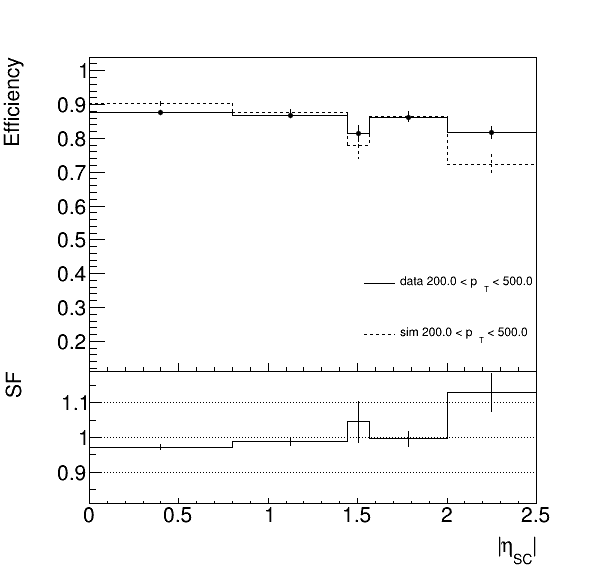 Efficiency
1
0.9
0.8
0.7
0.6
0.5
0.4
0.3
0.2
data 200.0 < p T < 500.0
sim 200.0 < p T < 500.0
SF
1.1
1
0.9
0 0.5 1 1.5 2 2.5
|ηSC|